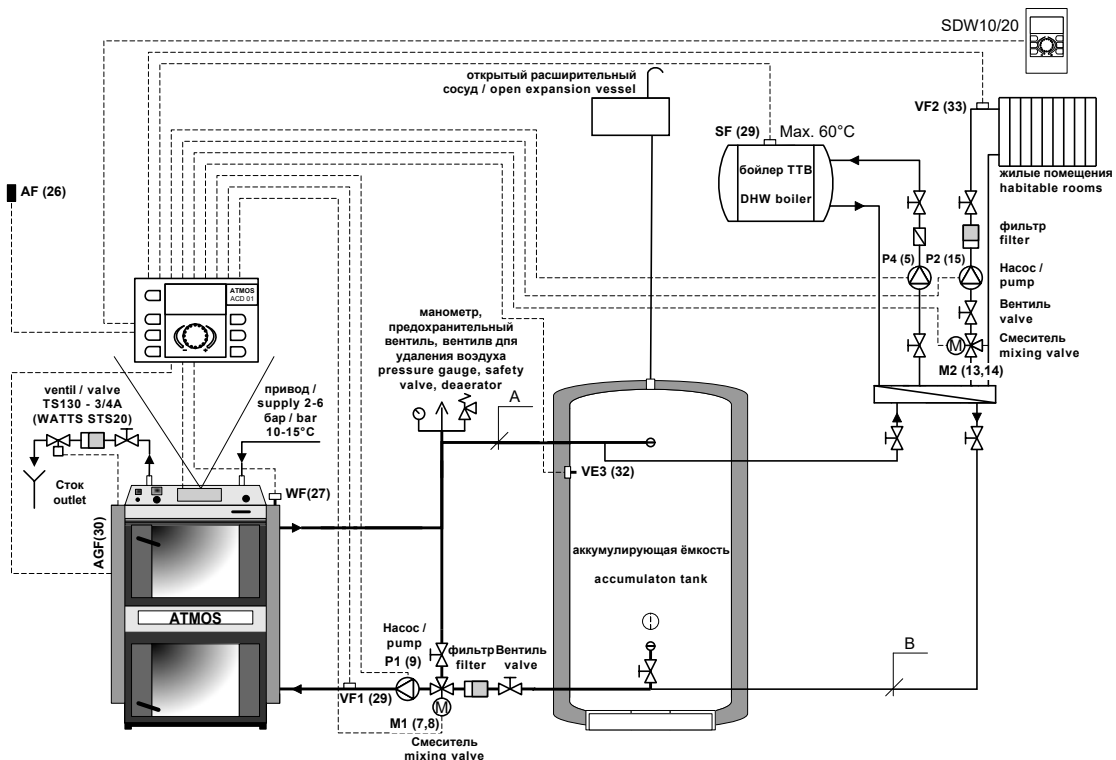 SDW10/20
открытый расширительный
сосуд / open expansion vessel
VF2 (33)
SF (29)
Max. 60°C
бойлер TTB
DHW boiler
жилые помещения
habitable rooms
AF (26)
фильтр
filter
P4 (5)
P2 (15)
Насос /
pump
ATMOS
ACD 01
- +
Вентиль
valve
манометр,
предохранительный
вентиль, вентилв дпя
удаления воздуха
pressure gauge, safety
valve, deaerator
M
Смеситель
mixing valve
M2 (13,14)
ventil / valve
TS130 - 3/4A
(WATTS STS20)
привод /
supply 2-6
бар / bar
10-15°C
A
VE3 (32)
Сток
outlet
WF(27)
AGF(30)
аккумулирующая ёмкость
accumulaton tank
ATMOS
Насос /
pump
P1 (9)
фильтр
filter
Вентиль
valve
B
VF1 (29)
M
M1 (7,8)
Смеситель
mixing valve